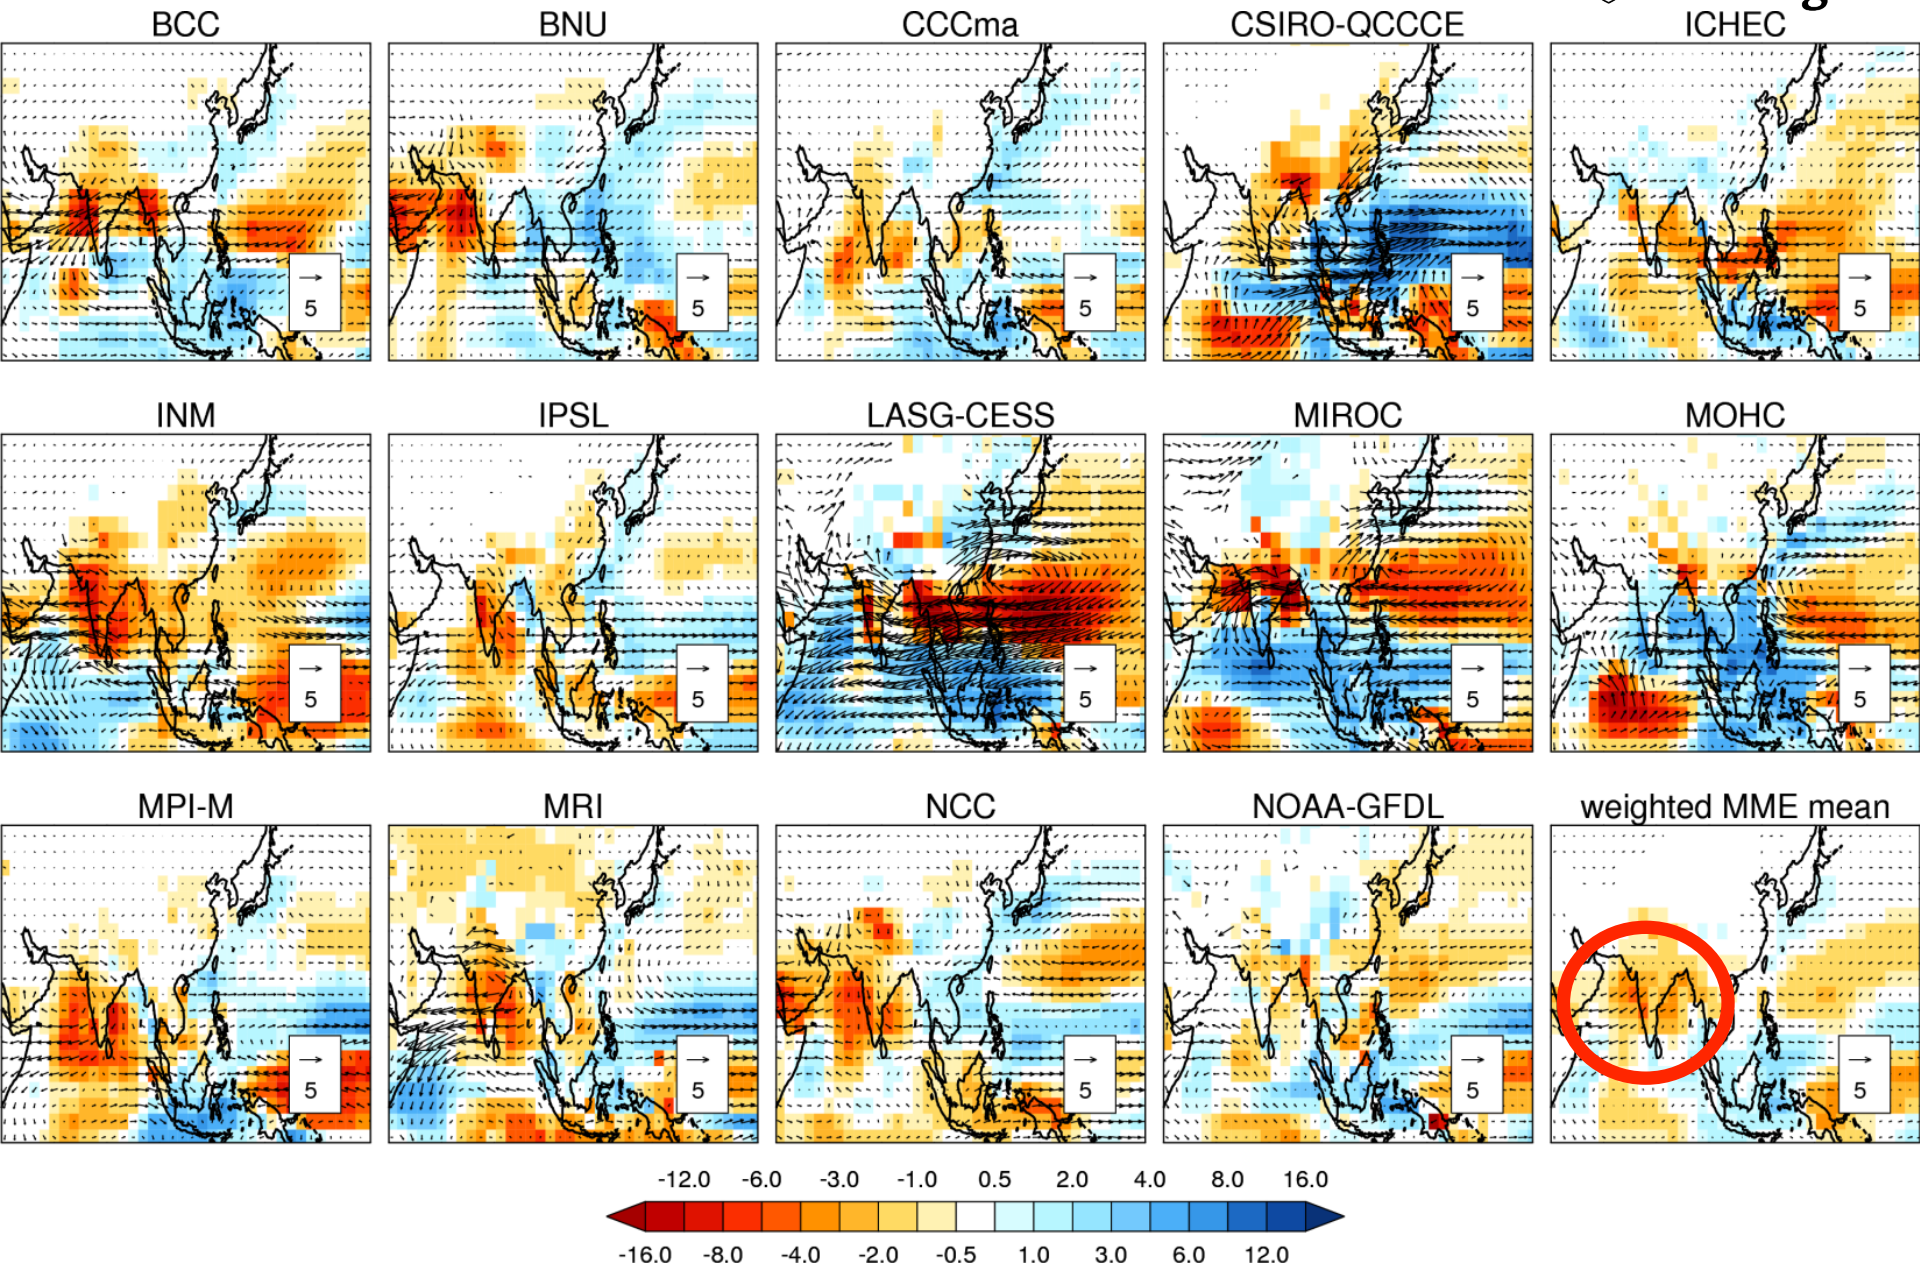 BCC BNU CCCma CSIRO-QCCCE ICHEC
5 5 5 5 5
INM IPSL LASG-CESS MIROC MOHC
5 5 5 5 5
MPI-M MRI NCC NOAA-GFDL weighted MME mean
5 5 5 5 5
-12.0 -6.0 -3.0 -1.0 0.5 2.0 4.0 8.0 16.0
-16.0 -8.0 -4.0 -2.0 -0.5 1.0 3.0 6.0 12.0